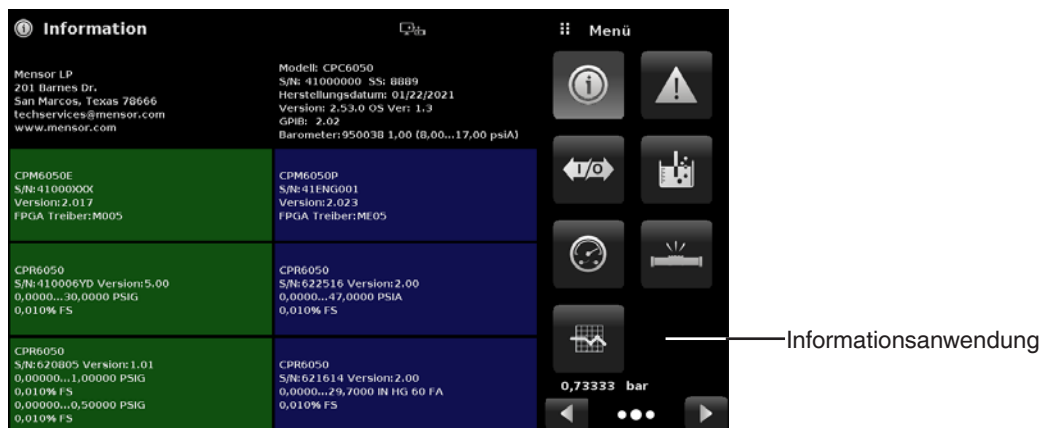 Information
Menü
Mensor LP
201 Barnes Dr.
San Marcos, Texas 78666
techservices@mensor.com
www.mensor.com
Modell: CPC6050
S/N: 41000000 SS: 8889
Herstellungsdatum: 01/22/2021
Version: 2.53.0 OS Ver: 1.3
GPIB: 2.02
Barometer:950038 1,00 (8,00...17,00 psiA)
CPM6050E
S/N:41000XXX
Version:2.017
FPGA Treiber:M005
CPM6050P
S/N:41ENG001
Version:2.023
FPGA Treiber:ME05
CPR6050
S/N:410006YD Version:5.00
0,0000...30,0000 PSIG
0,010% FS
CPR6050
S/N:622516 Version:2.00
0,0000...47,0000 PSIA
0,010% FS
CPR6050
S/N:620805 Version:1.01
0,00000...1,00000 PSIG
0,010% FS
0,00000...0,50000 PSIG
0,010% FS
CPR6050
S/N:621614 Version:2.00
0,0000...29,7000 IN HG 60 FA
0,010% FS
I/O
0,73333 bar
Informationsanwendung